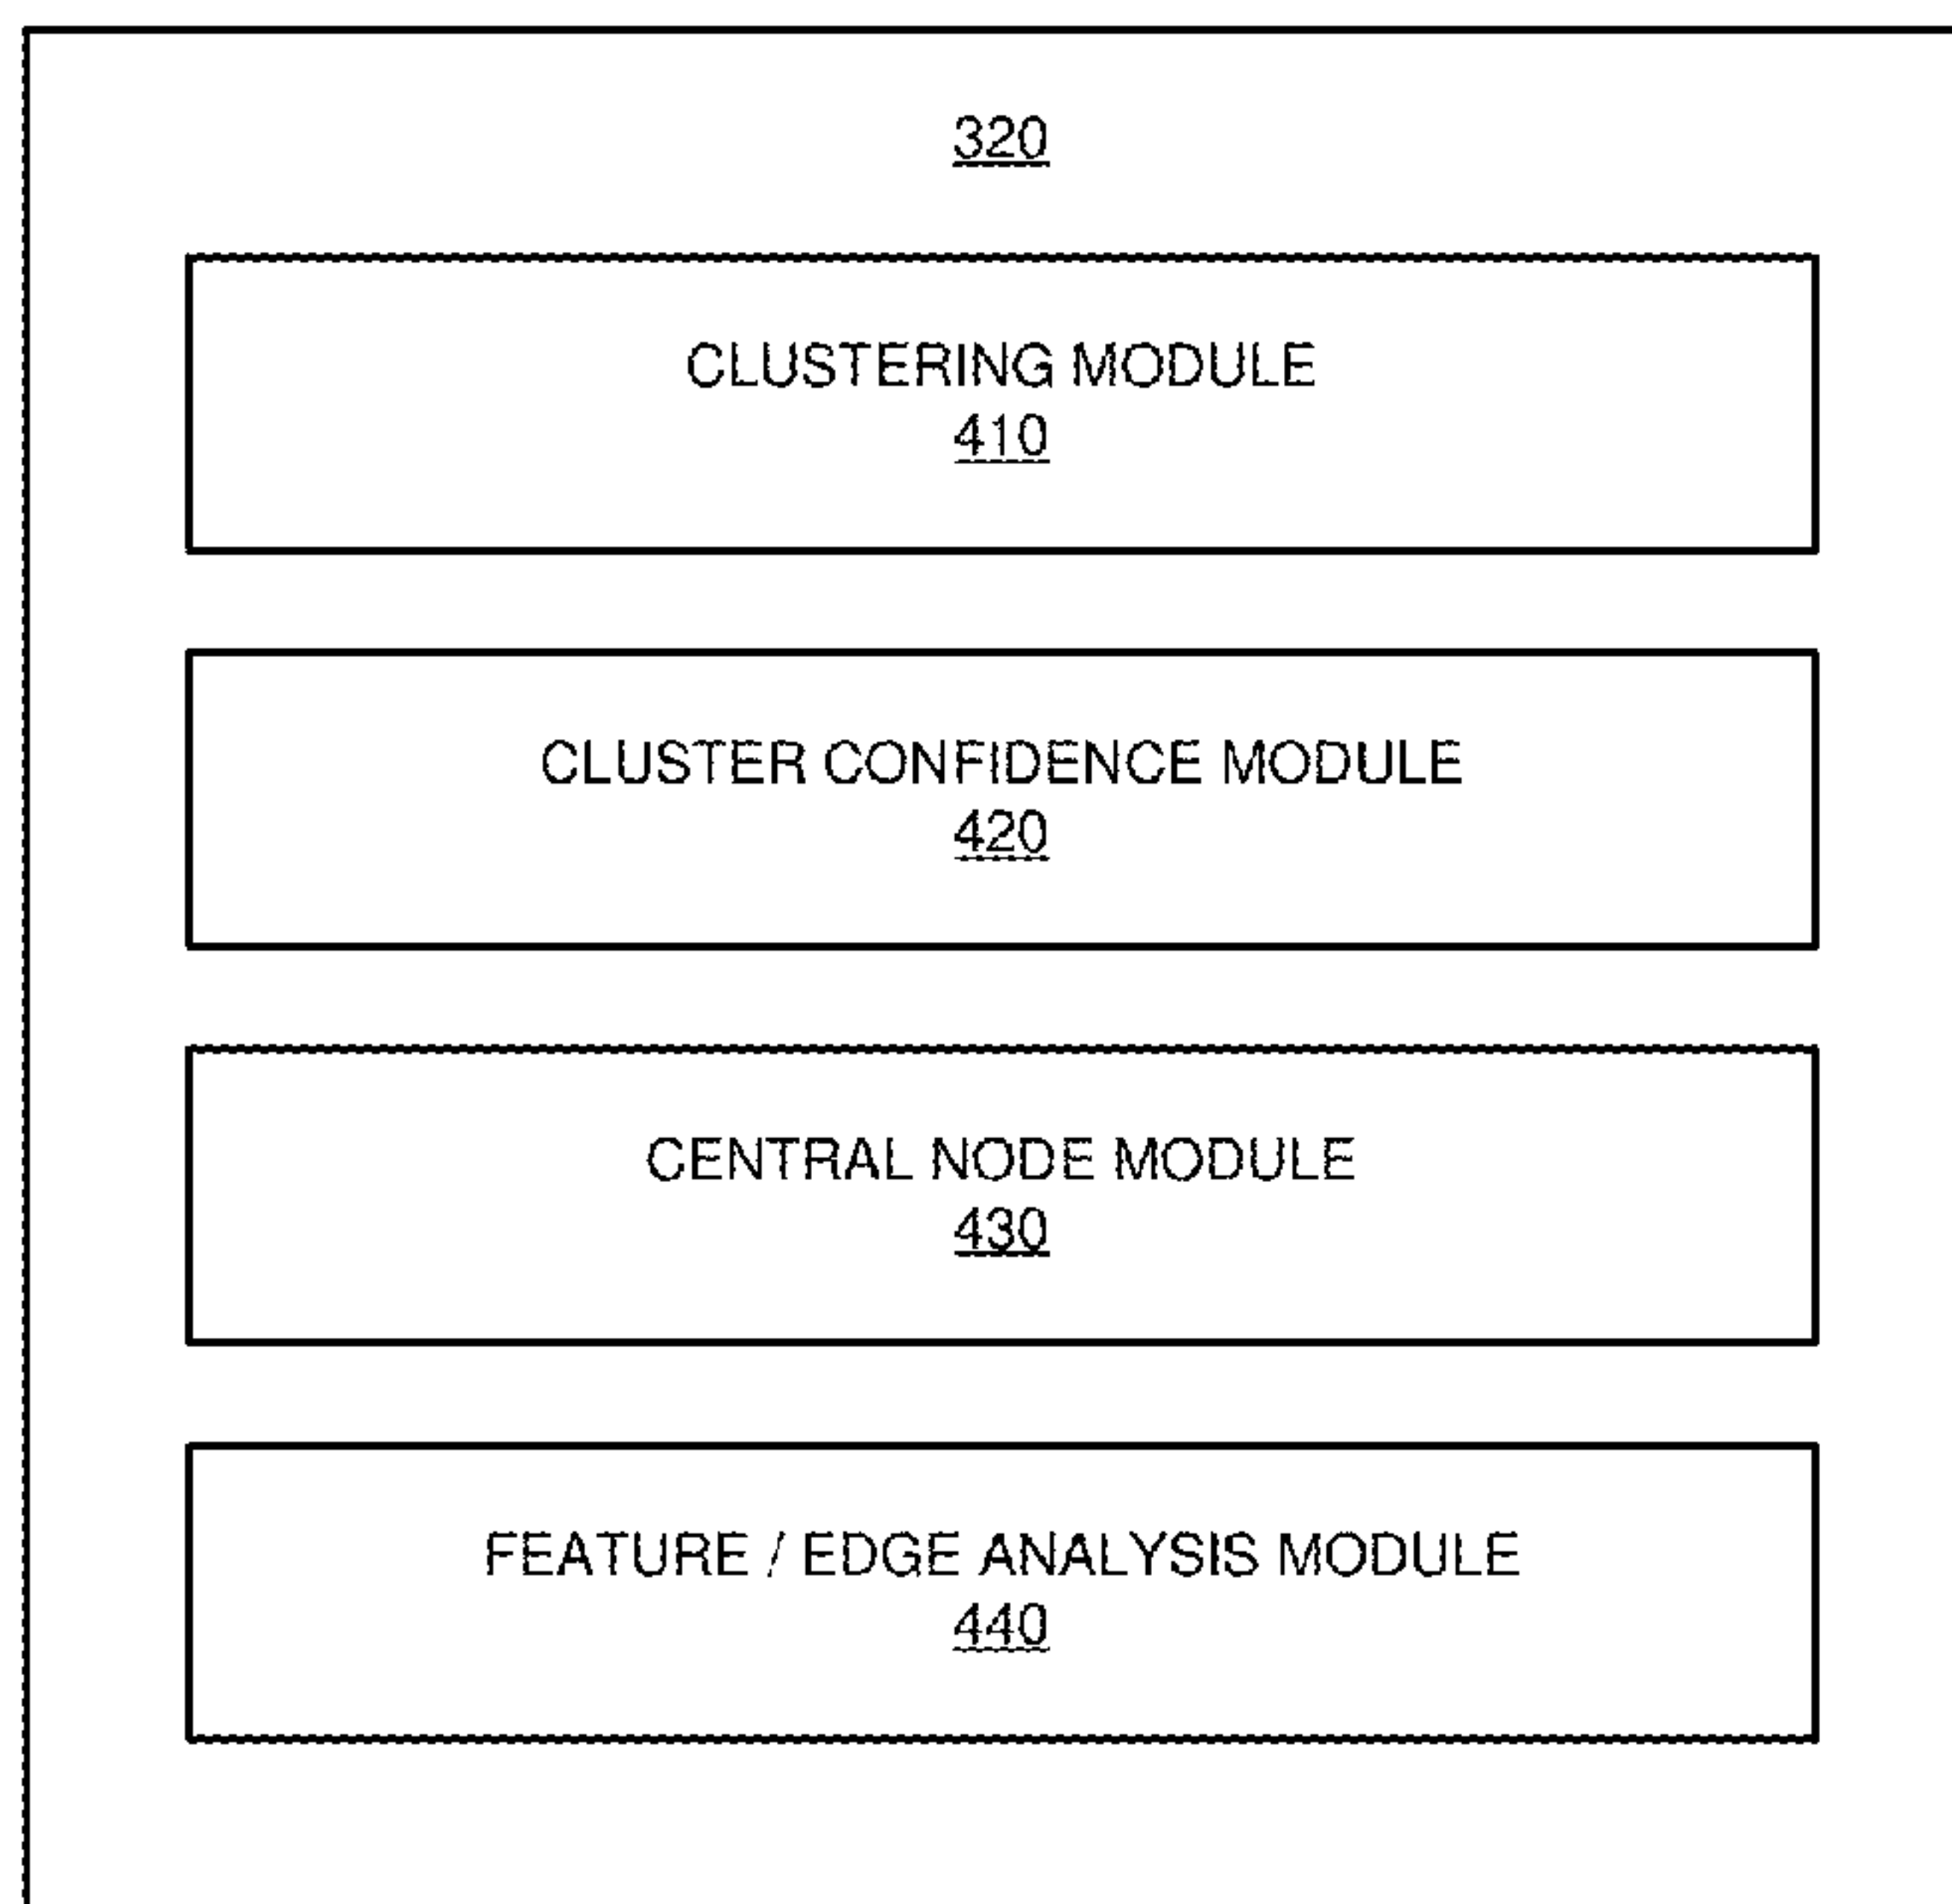 320
CLUSTERING MODULE
410
CLUSTER CONFIDENCE MODULE
420
CENTRAL NODE MODULE
430
FEATURE / EDGE ANALYSIS MODULE
440